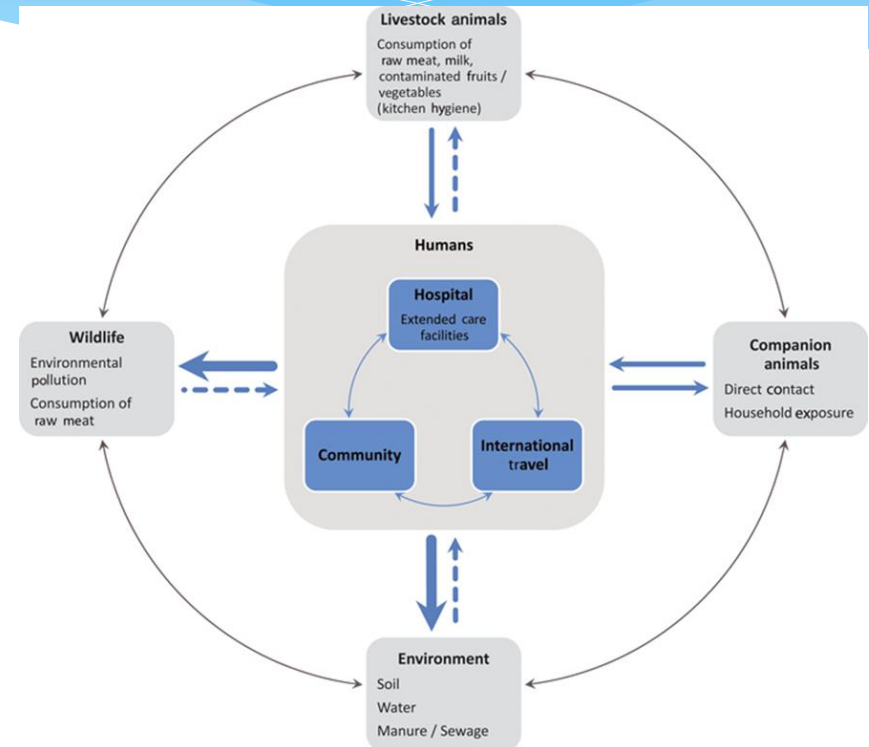 Livestock animals
Consumption of
raw meat, milk,
contaminated fruits /
vegetables
(kitchen hygiene)
Humans
Hospital
Extended care
facilities
Wildlife
Environmental
pollution
Consumption of
raw meat
Companion
animals
Direct contact
Household exposure
Community
International
travel
Environment
Soil
Water
Manure / Sewage